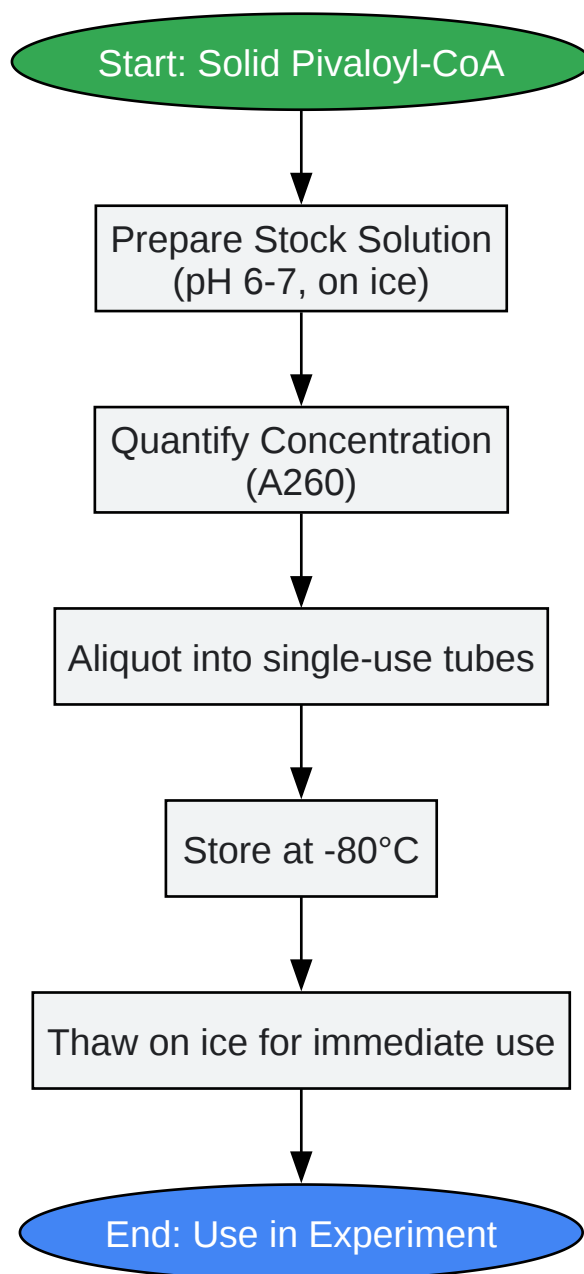 Start: Solid Pivaloyl-CoA
Prepare Stock Solution
(pH 6-7, on ice)
Quantify Concentration
(A260)
Aliquot into single-use tubes
Store at -80°C
Thaw on ice for immediate use
End: Use in Experiment